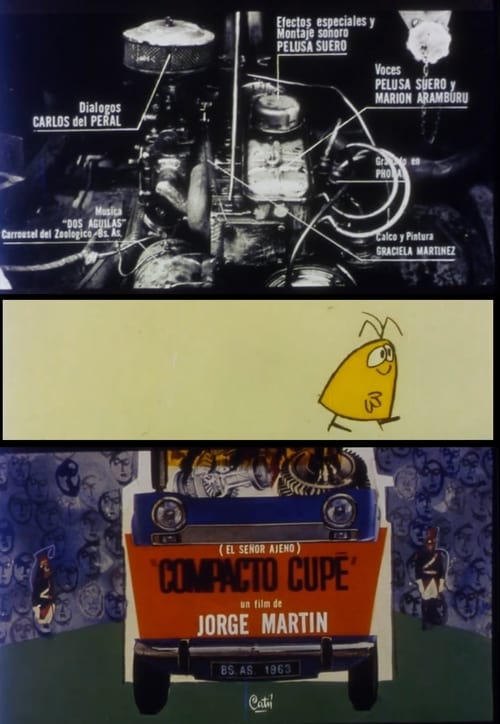 Efectos especiales y
Montaje sonoro
PELUSA SUERO
Voces
PELUSA SUERO y
MARION ARAMBURU
Dialogos
CARLOS del PERAL
Grabado en
Musica
"DOS AGUILAS"
Carrousel del Zoologico-Bs. As.
Calco y Pintura
GRACIELA MARTINEZ
(EL SEÑOR AJENO)
"COMPACTO CUPÉ"
un film de
JORGE MARTIN
BS. AS. 1963
Catú